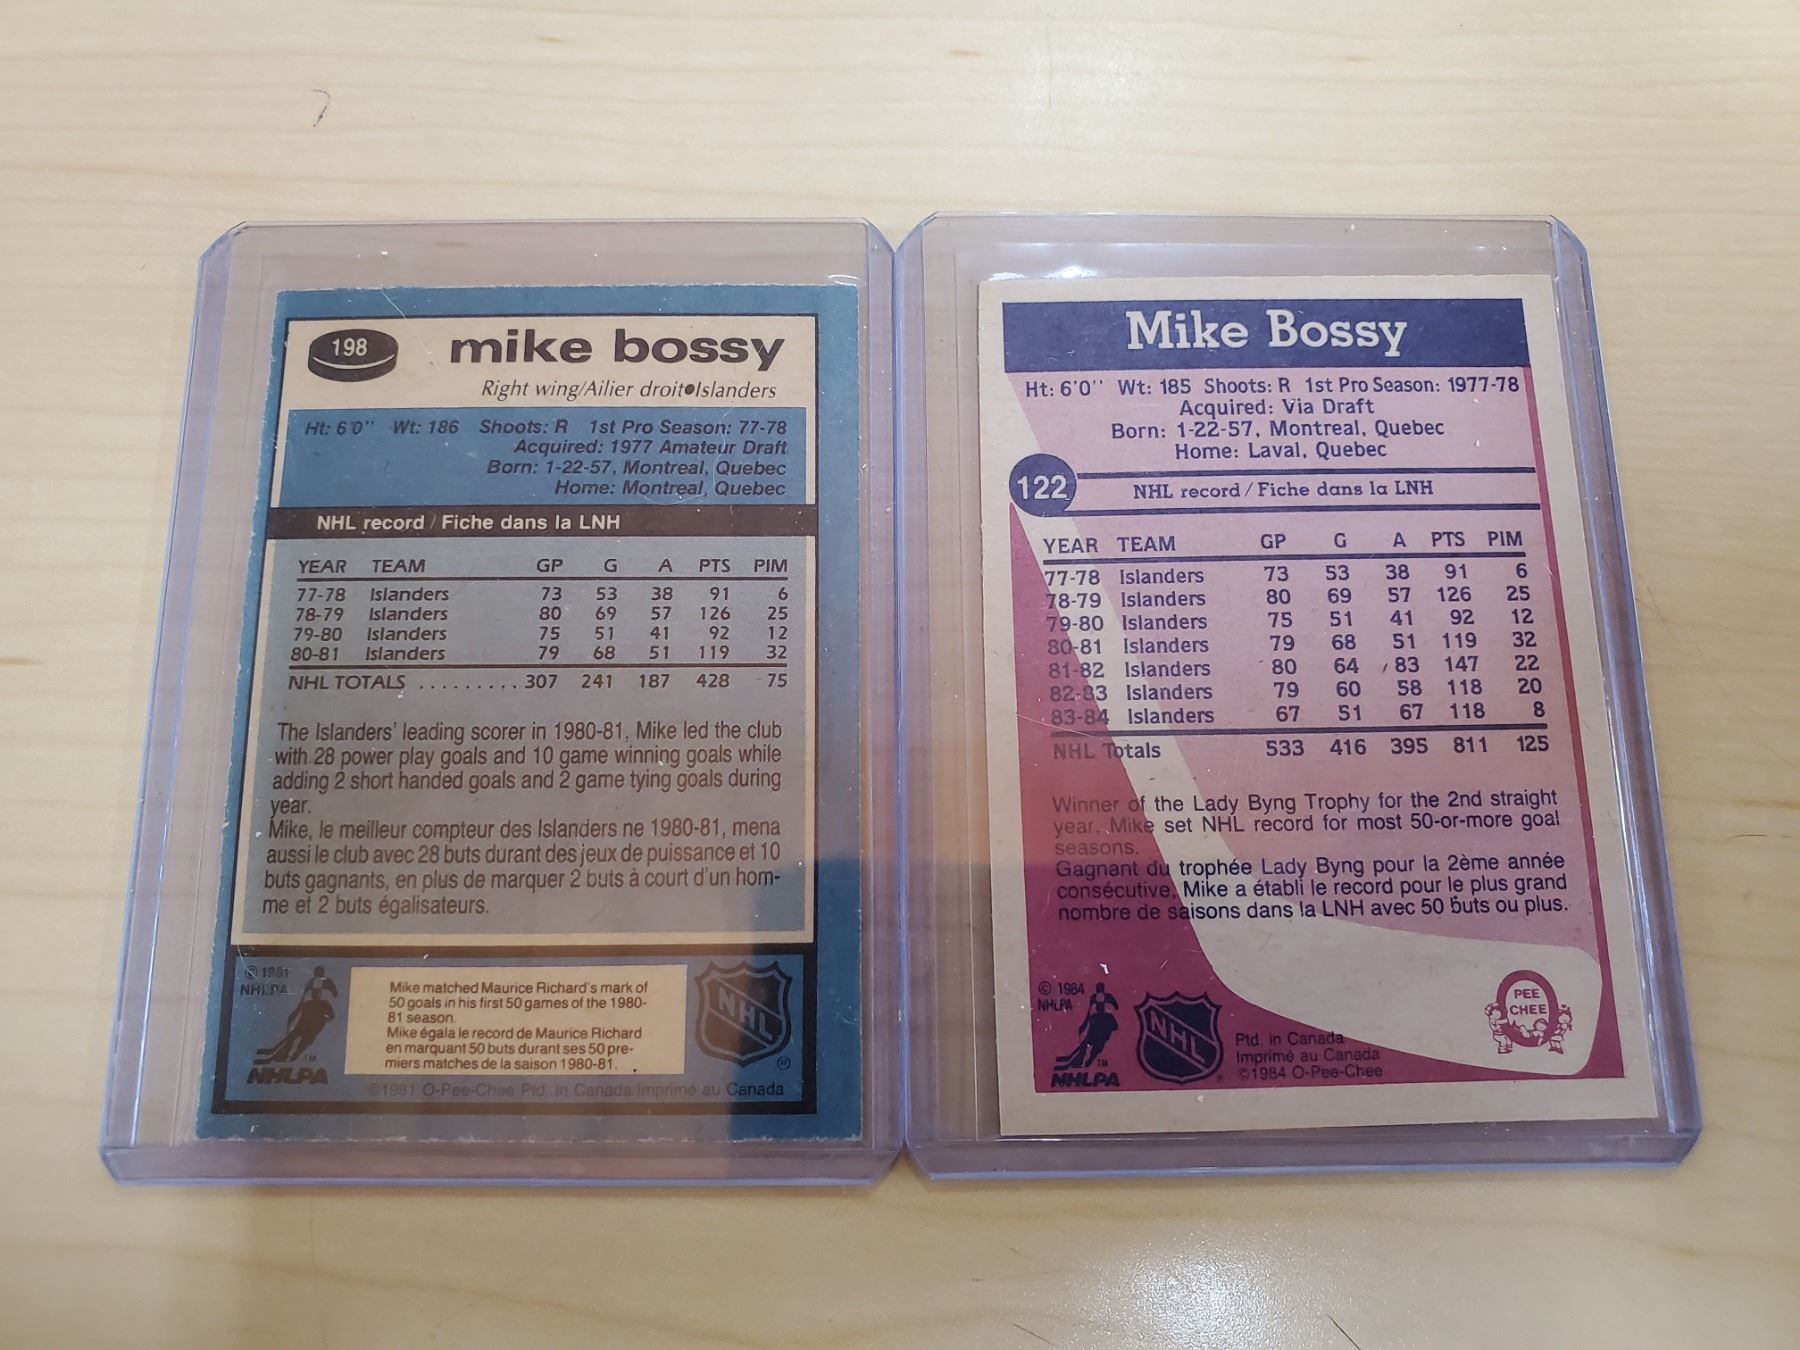 198
mike bossy
Right wing/Ailier droit•Islanders
Ht: 6'0" Wt: 186 Shoots: R 1st Pro Season: 77-78
Acquired: 1977 Amateur Draft
Born: 1-22-57, Montreal, Quebec
Home: Montreal, Quebec
NHL record / Fiche dans la LNH
YEAR TEAM GP G A PTS PIM
77-78 Islanders 73 53 38 91 6
78-79 Islanders 80 69 57 126 25
79-80 Islanders 75 51 41 92 12
80-81 Islanders 79 68 51 119 32
NHL TOTALS ......... 307 241 187 428 75
The Islanders' leading scorer in 1980-81, Mike led the club
with 28 power play goals and 10 game winning goals while
adding 2 short handed goals and 2 game tying goals during
year.
Mike, le meilleur compteur des Islanders ne 1980-81, mena
aussi le club avec 28 buts durant des jeux de puissance et 10
buts gagnants, en plus de marquer 2 buts à court d'un hom-
me et 2 buts égalisateurs.
© 1981
NHLPA
NHLPA
TM
Mike matched Maurice Richard's mark of
50 goals in his first 50 games of the 1980-
81 season.
Mike égala le record de Maurice Richard
en marquant 50 buts durant ses 50 pre-
miers matches de la saison 1980-81.
NHL
®
©1981 O-Pee-Chee Ptd. in Canada/Imprimé au Canada
Mike Bossy
Ht: 6'0'' Wt: 185 Shoots: R 1st Pro Season: 1977-78
Acquired: Via Draft
Born: 1-22-57, Montreal, Quebec
Home: Laval, Quebec
122
NHL record / Fiche dans la LNH
YEAR TEAM GP G A PTS PIM
77-78 Islanders 73 53 38 91 6
78-79 Islanders 80 69 57 126 25
79-80 Islanders 75 51 41 92 12
80-81 Islanders 79 68 51 119 32
81-82 Islanders 80 64 83 147 22
82-83 Islanders 79 60 58 118 20
83-84 Islanders 67 51 67 118 8
NHL Totals 533 416 395 811 125
Winner of the Lady Byng Trophy for the 2nd straight
year, Mike set NHL record for most 50-or-more goal
seasons.
Gagnant du trophée Lady Byng pour la 2ème année
consécutive, Mike a établi le record pour le plus grand
nombre de saisons dans la LNH avec 50 buts ou plus.
© 1984
NHLPA
NHLPA
TM
NHL
Ptd. in Canada
Imprimé au Canada
©1984 O-Pee-Chee
PEE
CHEE